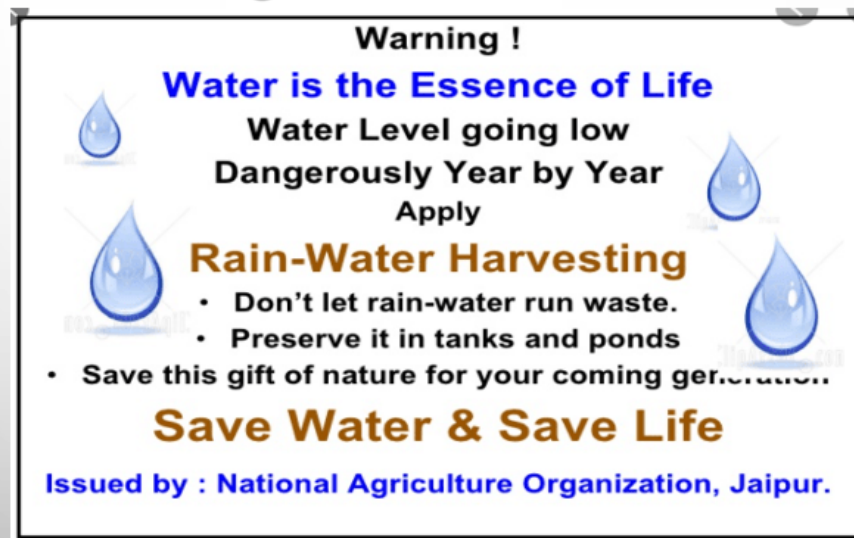 Warning !
Water is the Essence of Life
Water Level going low
Dangerously Year by Year
Apply
Rain-Water Harvesting
• Don't let rain-water run waste.
• Preserve it in tanks and ponds
• Save this gift of nature for your coming generation
Save Water & Save Life
Issued by : National Agriculture Organization, Jaipur.